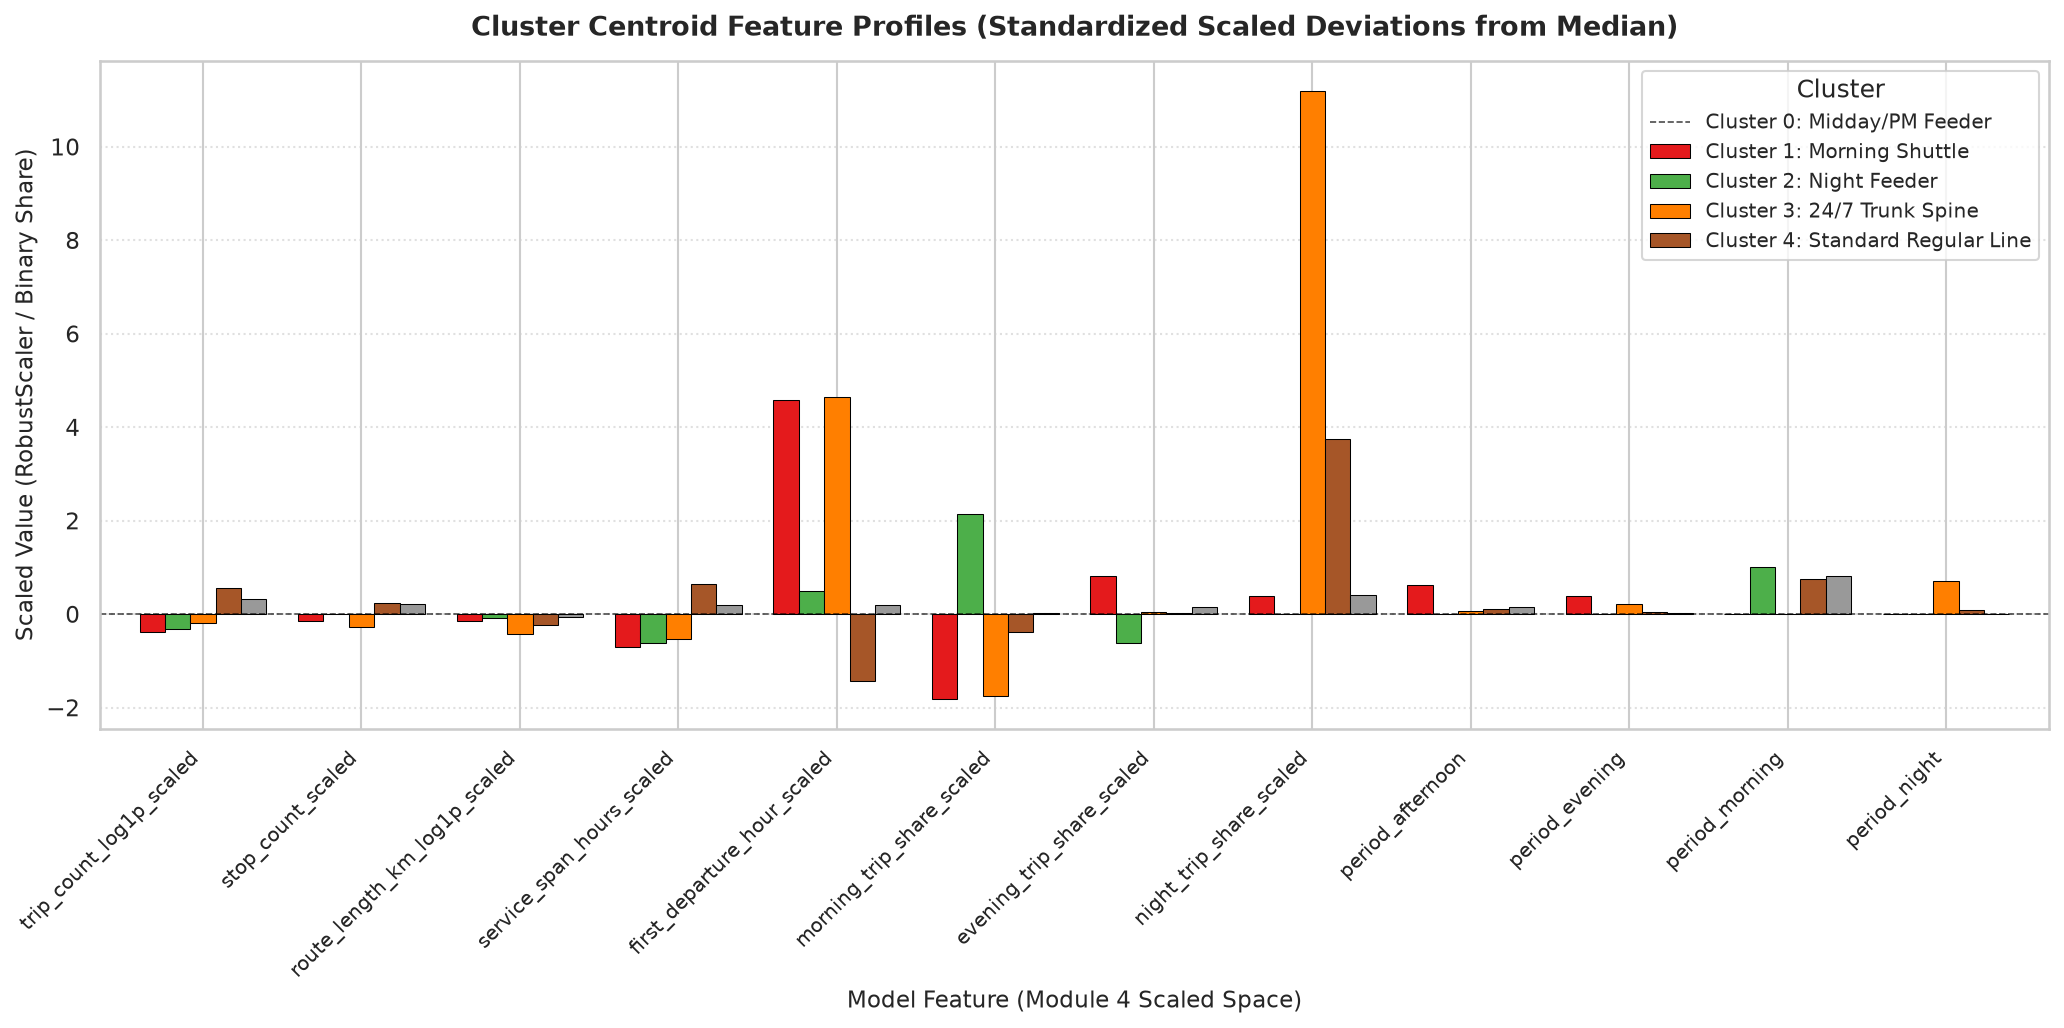 Cluster Centroid Feature Profiles (Standardized Scaled Deviations from Median)
Scaled Value (RobustScaler / Binary Share)
10
8
6
4
2
0
−2
Cluster
Cluster 0: Midday/PM Feeder
Cluster 1: Morning Shuttle
Cluster 2: Night Feeder
Cluster 3: 24/7 Trunk Spine
Cluster 4: Standard Regular Line
trip_count_log1p_scaled
stop_count_scaled
route_length_km_log1p_scaled
service_span_hours_scaled
first_departure_hour_scaled
morning_trip_share_scaled
evening_trip_share_scaled
night_trip_share_scaled
period_afternoon
period_evening
period_morning
period_night
Model Feature (Module 4 Scaled Space)